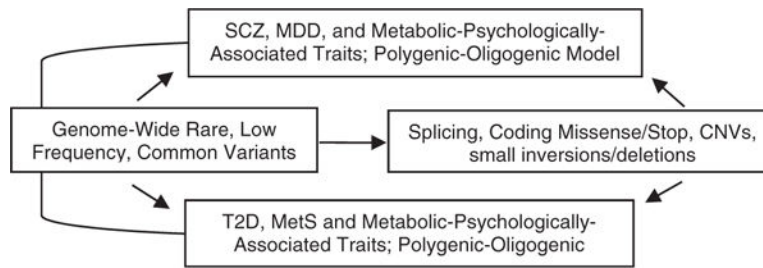 SCZ, MDD, and Metabolic-Psychologically-
Associated Traits; Polygenic-Oligogenic Model
Genome-Wide Rare, Low
Frequency, Common Variants
Splicing, Coding Missense/Stop, CNVs,
small inversions/deletions
T2D, MetS and Metabolic-Psychologically-
Associated Traits; Polygenic-Oligogenic